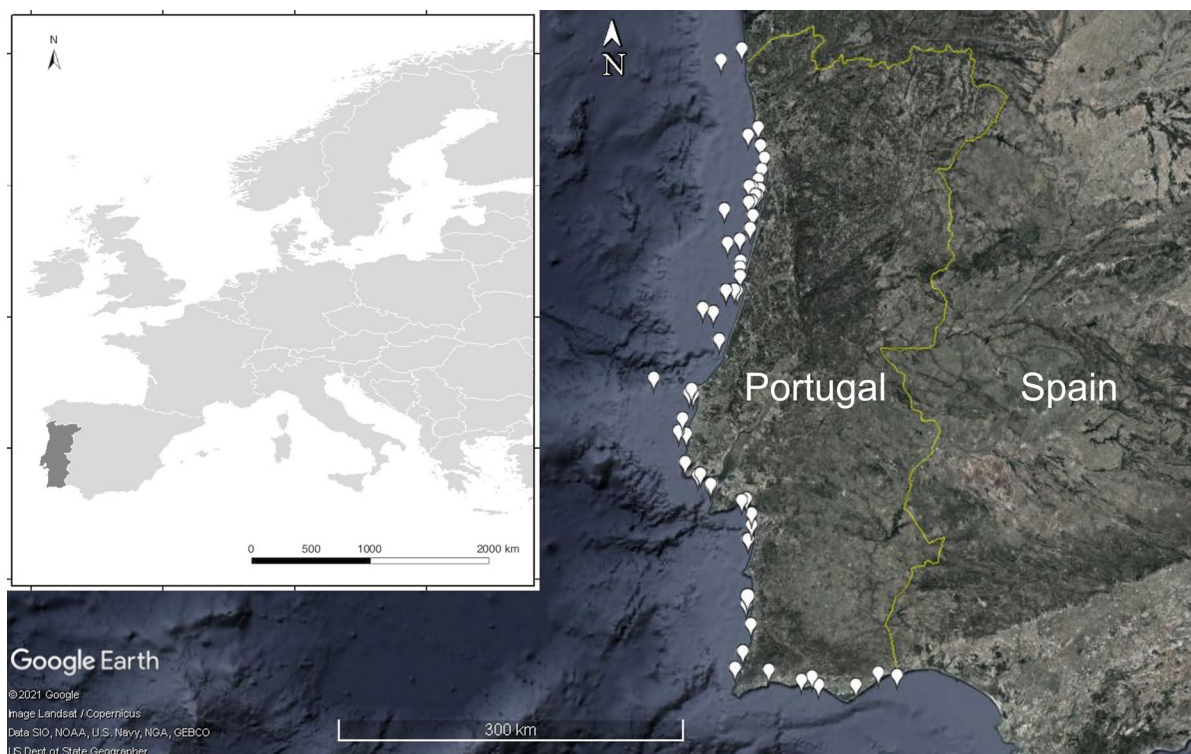 N
0 500 1000 2000 km
N
Portugal
Spain
Google Earth
©2021 Google
Image Landsat / Copernicus
Data SIO, NOAA, U.S. Navy, NGA, GEBCO
US Dept of State Geographer
300 km